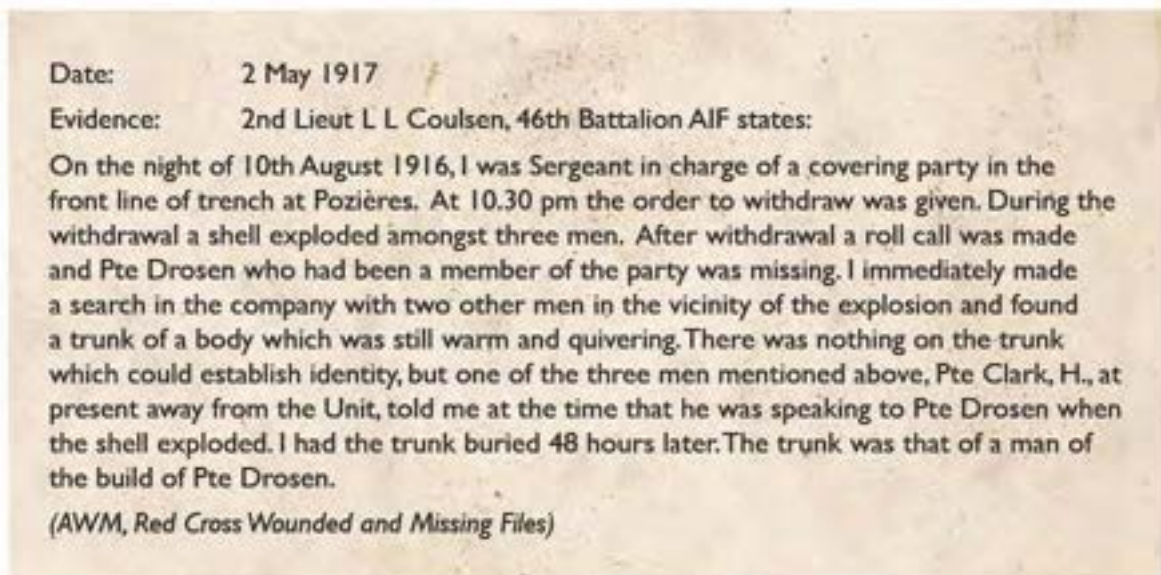 Date: 2 May 1917
Evidence: 2nd Lieut L L Coulsen, 46th Battalion AIF states:
On the night of 10th August 1916, I was Sergeant in charge of a covering party in the
front line of trench at Pozières. At 10.30 pm the order to withdraw was given. During the
withdrawal a shell exploded amongst three men. After withdrawal a roll call was made
and Pte Drosen who had been a member of the party was missing. I immediately made
a search in the company with two other men in the vicinity of the explosion and found
a trunk of a body which was still warm and quivering. There was nothing on the trunk
which could establish identity, but one of the three men mentioned above, Pte Clark, H., at
present away from the Unit, told me at the time that he was speaking to Pte Drosen when
the shell exploded. I had the trunk buried 48 hours later. The trunk was that of a man of
the build of Pte Drosen.
(AWM, Red Cross Wounded and Missing Files)